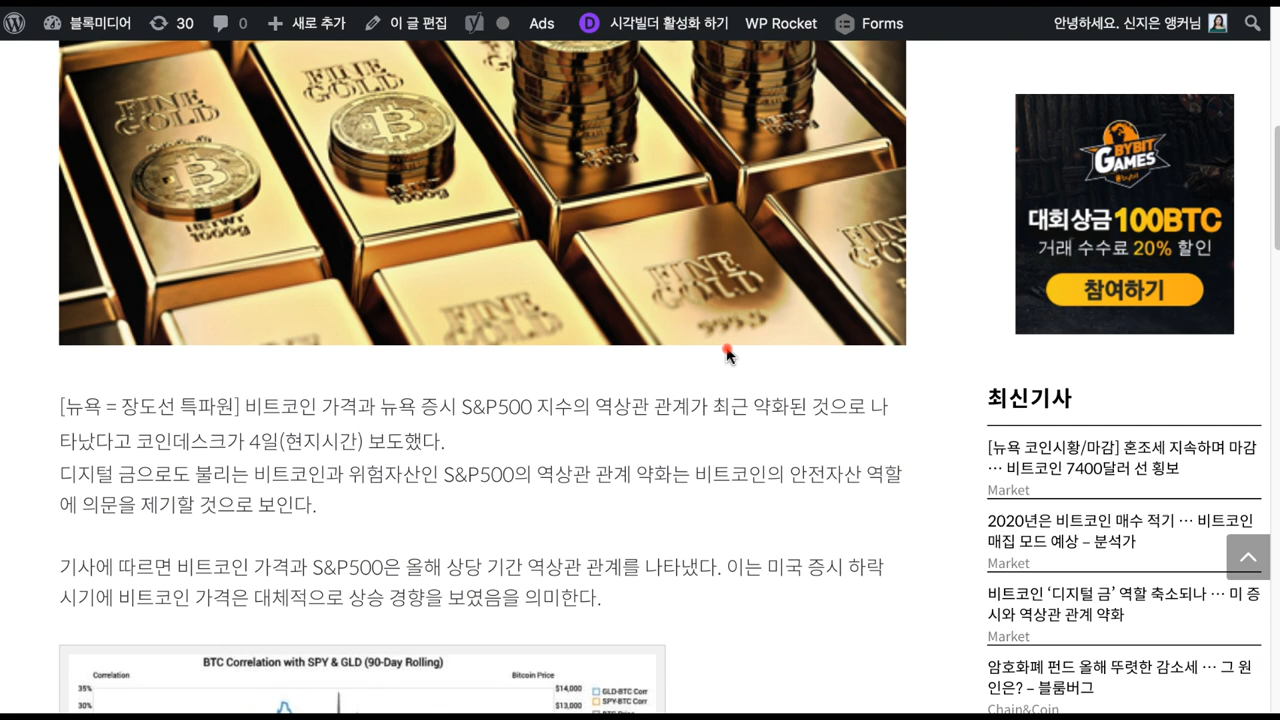 블록미디어 30 0 새로 추가 이 글 편집 Ads D 시각빌더 활성화 하기 WP Rocket Forms 안녕하세요. 신지은 앵커님
FINE GOLD
FINE GOLD
NET WT 1000g
FINE GOLD
999.9
FINE GOLD
BYBIT
GAMES
대회 상금 100BTC
거래 수수료 20% 할인
참여하기
[뉴욕 = 장도선 특파원] 비트코인 가격과 뉴욕 증시 S&P500 지수의 역상관 관계가 최근 약화된 것으로 나
타났다고 코인데스크가 4일(현지시간) 보도했다.
디지털 금으로도 불리는 비트코인과 위험자산인 S&P500의 역상관 관계 약화는 비트코인의 안전자산 역할
에 의문을 제기할 것으로 보인다.
기사에 따르면 비트코인 가격과 S&P500은 올해 상당 기간 역상관 관계를 나타냈다. 이는 미국 증시 하락
시기에 비트코인 가격은 대체적으로 상승 경향을 보였음을 의미한다.
BTC Correlation with SPY & GLD (90-Day Rolling)
Correlation Bitcoin Price
35% $14,000 GLD-BTC Corr
30% $13,000 SPY-BTC Corr
최신기사
[뉴욕 코인시황/마감] 혼조세 지속하며 마감
… 비트코인 7400달러 선 횡보
Market
2020년은 비트코인 매수 적기 … 비트코인
매집 모드 예상 – 분석가
Market
비트코인 ‘디지털 금’ 역할 축소되나 … 미 증
시와 역상관 관계 약화
Market
암호화폐 펀드 올해 뚜렷한 감소세 … 그 원
인은? – 블룸버그
Chain&Coin